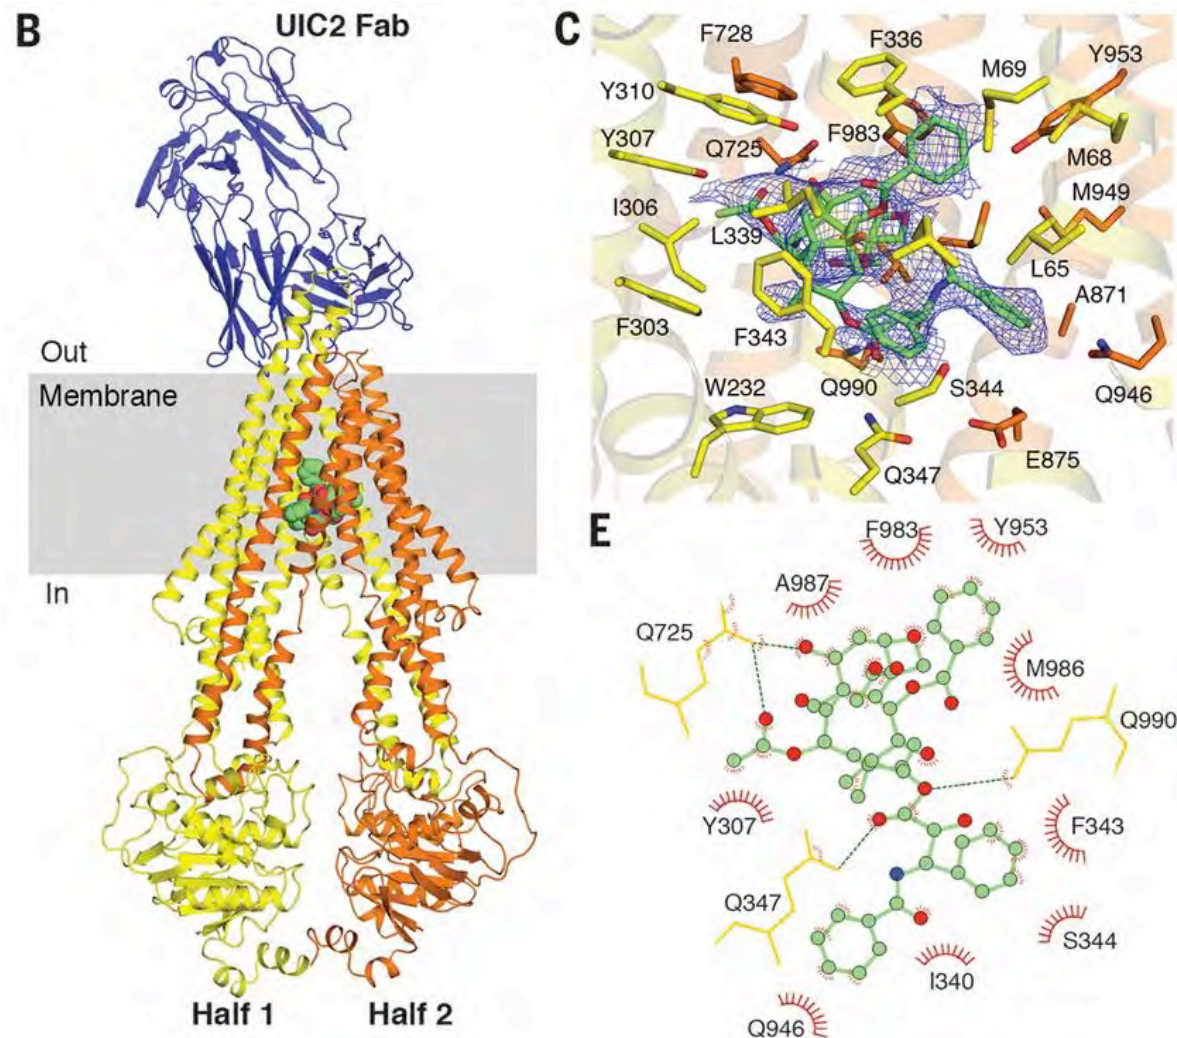 B
UIC2 Fab
Out
Membrane
In
Half 1
Half 2
C
F728
F336
M69
Y953
Y310
F983
Y307
Q725
M68
M949
I306
L339
L65
A871
F303
F343
W232
Q990
S344
Q946
Q347
E875
E
F983
Y953
A987
Q725
M986
Q990
Y307
F343
Q347
S344
I340
Q946